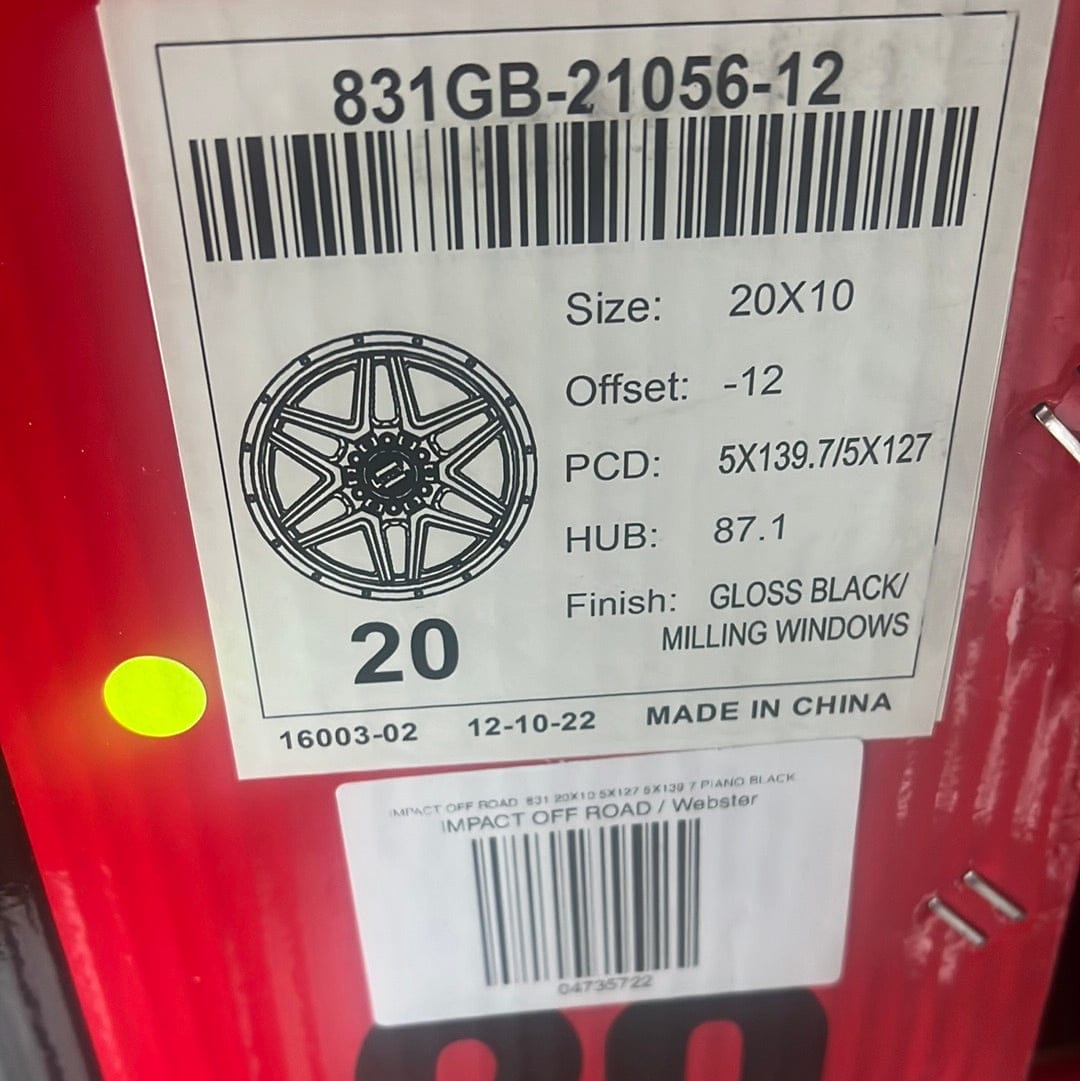 831GB-21056-12
Size: 20X10
Offset: -12
PCD: 5X139.7/5X127
HUB: 87.1
Finish: GLOSS BLACK/
MILLING WINDOWS
20
16003-02 12-10-22 MADE IN CHINA
IMPACT OFF ROAD 831 20X10 5X127 5X139 7 PIANO BLACK
IMPACT OFF ROAD / Webster
04735722